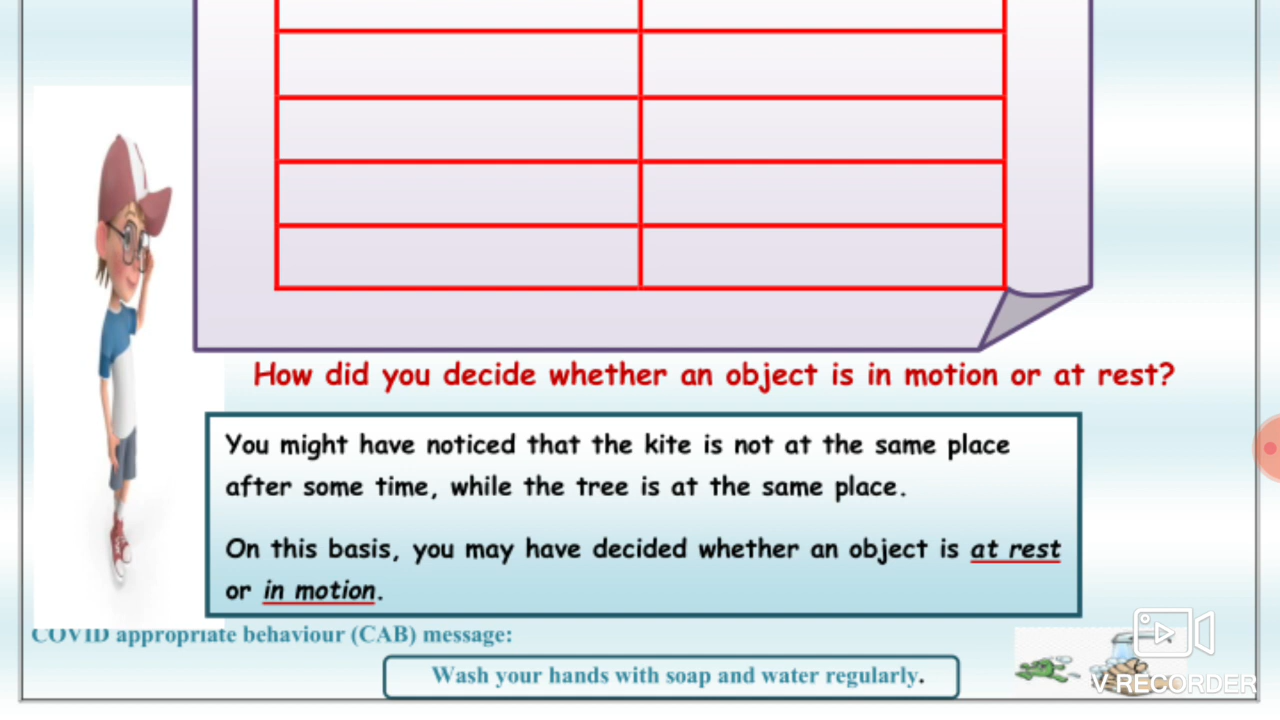 How did you decide whether an object is in motion or at rest?
You might have noticed that the kite is not at the same place
after some time, while the tree is at the same place.
On this basis, you may have decided whether an object is at rest
or in motion.
COVID appropriate behaviour (CAB) message:
Wash your hands with soap and water regularly.
V RECORDER